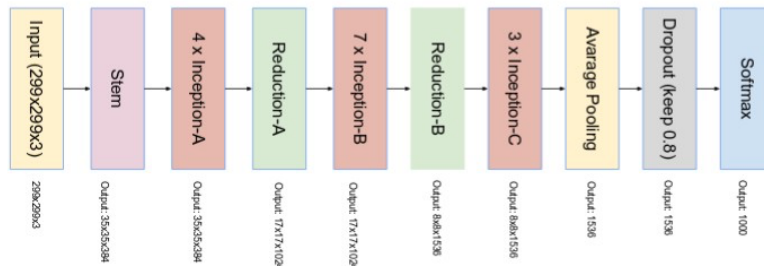 Input (299x299x3)
Stem
4 x Inception-A
Reduction-A
7 x Inception-B
Reduction-B
3 x Inception-C
Avarage Pooling
Dropout (keep 0.8)
Softmax
299x299x3
Output: 35x35x384
Output: 35x35x384
Output: 17x17x102
Output: 17x17x102
Output: 8x8x1536
Output: 8x8x1536
Output: 1536
Output: 1536
Output: 1000